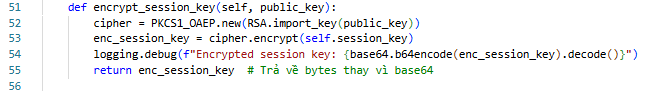 51 def encrypt_session_key(self, public_key):
52 cipher = PKCS1_OAEP.new(RSA.import_key(public_key))
53 enc_session_key = cipher.encrypt(self.session_key)
54 logging.debug(f"Encrypted session key: {base64.b64encode(enc_session_key).decode()}")
55 return enc_session_key  # Trả về bytes thay vì base64
56